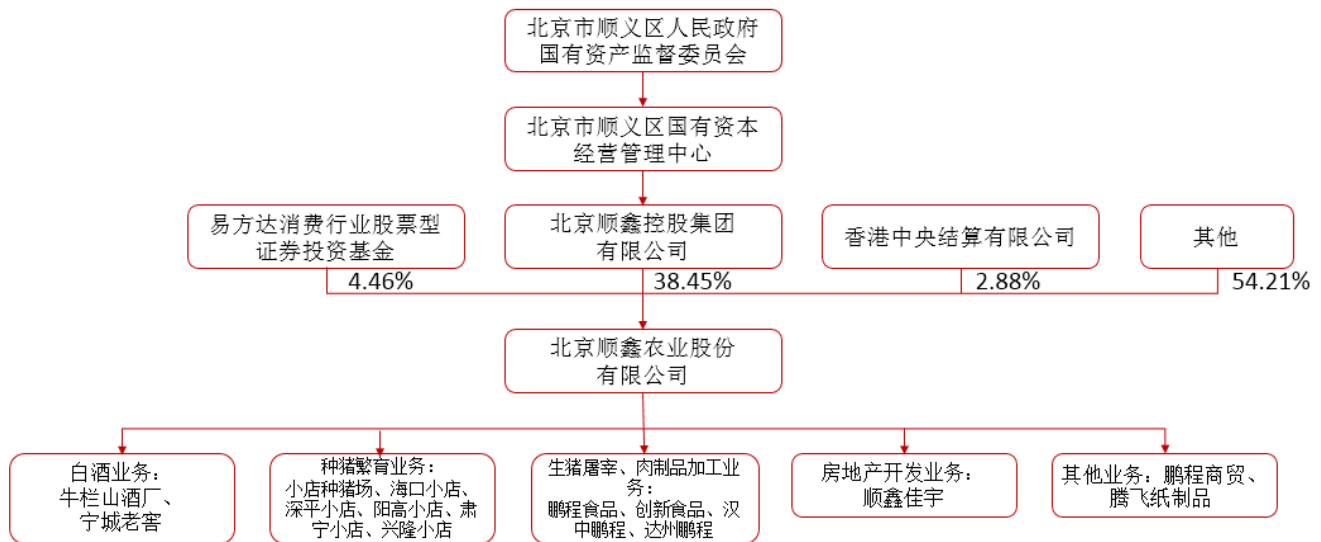 北京市顺义区人民政府
国有资产监督委员会
北京市顺义区国有资本
经营管理中心
易方达消费行业股票型
证券投资基金
北京顺鑫控股集团
有限公司
香港中央结算有限公司
其他
4.46%
38.45%
2.88%
54.21%
北京顺鑫农业股份
有限公司
白酒业务：
牛栏山酒厂、
宁城老窖
种猪繁育业务：
小店种猪场、海口小店、
深平小店、阳高小店、肃
宁小店、兴隆小店
生猪屠宰、肉制品加工业
务：
鹏程食品、创新食品、汉
中鹏程、达州鹏程
房地产开发业务：
顺鑫佳宇
其他业务：鹏程商贸、
腾飞纸制品